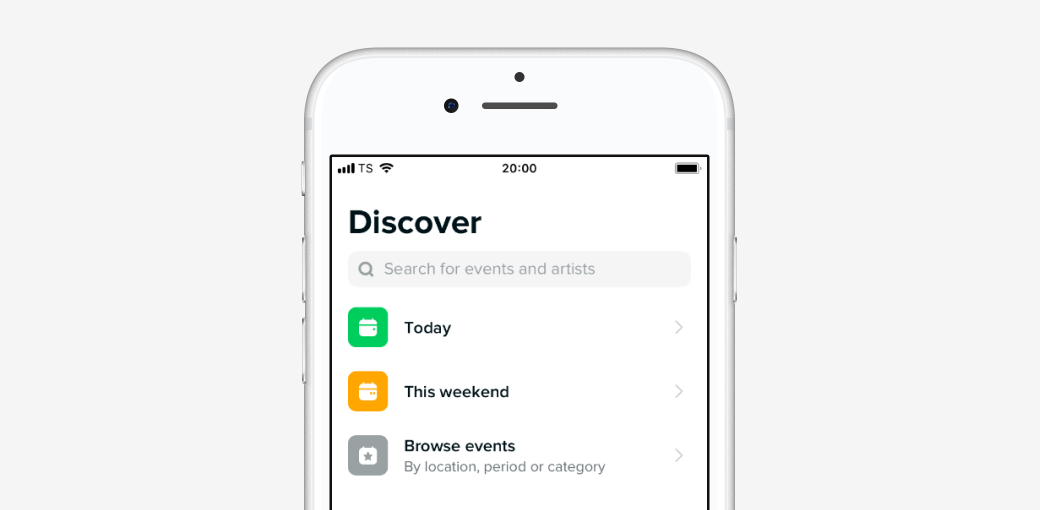 TS 20:00
Discover
Search for events and artists
Today
This weekend
Browse events
By location, period or category